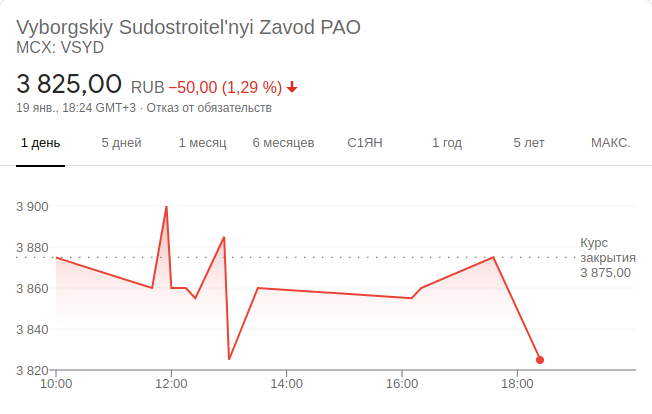 Vyborgskiy Sudostroitel'nyi Zavod PAO
MCX: VSYD
3 825,00 RUB −50,00 (1,29 %)
19 янв., 18:24 GMT+3 · Отказ от обязательств
1 день 5 дней 1 месяц 6 месяцев С1ЯН 1 год 5 лет МАКС.
3 900
3 880
3 860
3 840
3 820
Курс
закрытия
3 875,00
10:00 12:00 14:00 16:00 18:00